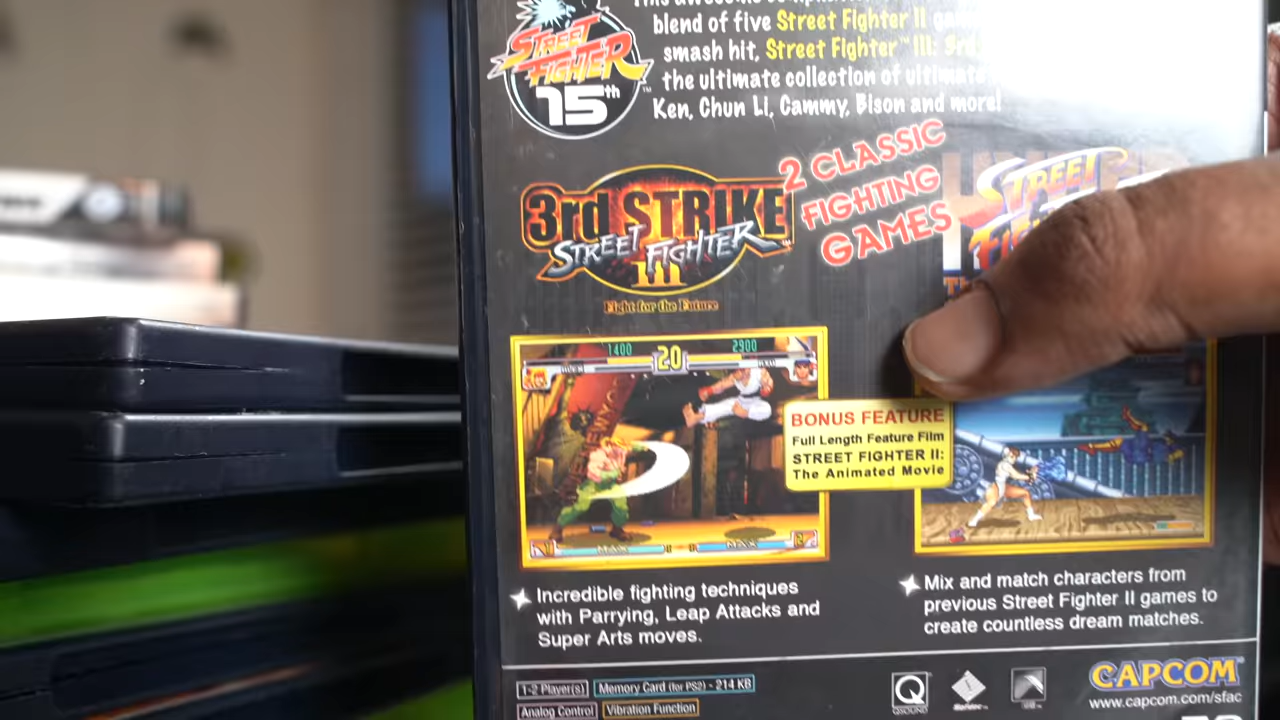 blend of five Street Fighter II
smash hit, Street Fighter™ III: 3rd
the ultimate collection of ultimate
Ken, Chun Li, Cammy, Bison and more!
STREET
FIGHTER
15th
2 CLASSIC
FIGHTING
GAMES
3rd STRIKE
STREET FIGHTER
III
Fight for the Future
STREET
1400
20
2900
BONUS FEATURE
Full Length Feature Film
STREET FIGHTER II:
The Animated Movie
Incredible fighting techniques
with Parrying, Leap Attacks and
Super Arts moves.
Mix and match characters from
previous Street Fighter II games to
create countless dream matches.
1-2 Player(s)
Memory Card (for PS2) - 214 KB
Analog Control
Vibration Function
Q
QSOUND
CAPCOM
www.capcom.com/sfac